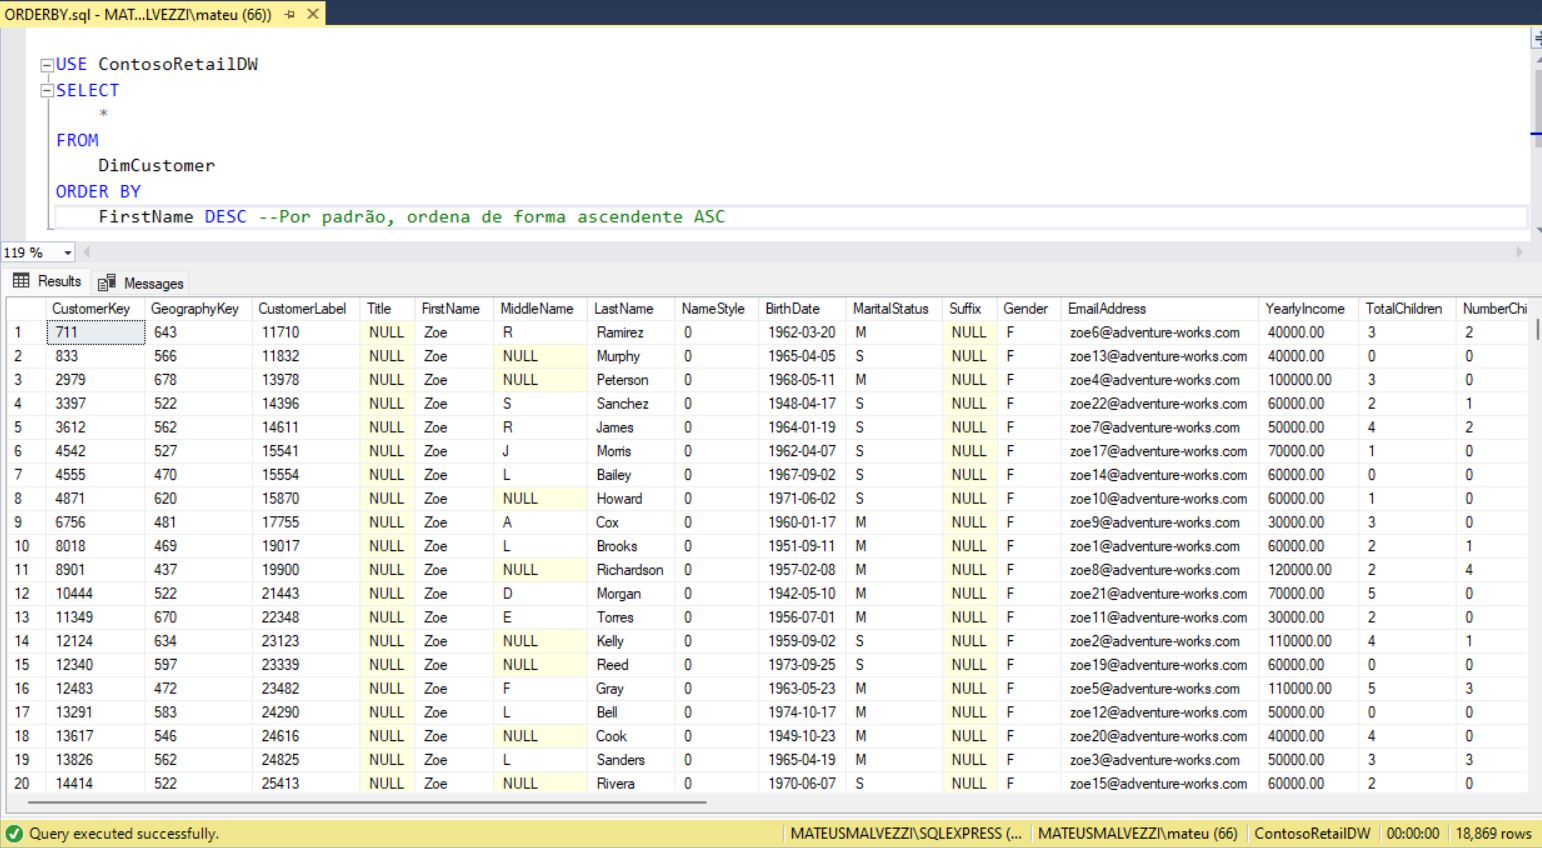 ORDERBY.sql - MAT...LVEZZI\mateu (66))
USE ContosoRetailDW
SELECT
*
FROM
DimCustomer
ORDER BY
FirstName DESC --Por padrão, ordena de forma ascendente ASC
119 %
Results Messages
CustomerKey GeographyKey CustomerLabel Title FirstName MiddleName LastName NameStyle BirthDate MaritalStatus Suffix Gender EmailAddress YearlyIncome TotalChildren NumberChi
1 711 643 11710 NULL Zoe R Ramirez 0 1962-03-20 M NULL F zoe6@adventure-works.com 40000.00 3 2
2 833 566 11832 NULL Zoe NULL Murphy 0 1965-04-05 S NULL F zoe13@adventure-works.com 40000.00 0 0
3 2979 678 13978 NULL Zoe NULL Peterson 0 1968-05-11 M NULL F zoe4@adventure-works.com 100000.00 3 0
4 3397 522 14396 NULL Zoe S Sanchez 0 1948-04-17 S NULL F zoe22@adventure-works.com 60000.00 2 1
5 3612 562 14611 NULL Zoe R James 0 1964-01-19 S NULL F zoe7@adventure-works.com 50000.00 4 2
6 4542 527 15541 NULL Zoe J Morris 0 1962-04-07 S NULL F zoe17@adventure-works.com 70000.00 1 0
7 4555 470 15554 NULL Zoe L Bailey 0 1967-09-02 S NULL F zoe14@adventure-works.com 60000.00 0 0
8 4871 620 15870 NULL Zoe NULL Howard 0 1971-06-02 S NULL F zoe10@adventure-works.com 60000.00 1 0
9 6756 481 17755 NULL Zoe A Cox 0 1960-01-17 M NULL F zoe9@adventure-works.com 30000.00 3 0
10 8018 469 19017 NULL Zoe L Brooks 0 1951-09-11 M NULL F zoe1@adventure-works.com 60000.00 2 1
11 8901 437 19900 NULL Zoe NULL Richardson 0 1957-02-08 M NULL F zoe8@adventure-works.com 120000.00 2 4
12 10444 522 21443 NULL Zoe D Morgan 0 1942-05-10 M NULL F zoe21@adventure-works.com 70000.00 5 0
13 11349 670 22348 NULL Zoe E Torres 0 1956-07-01 M NULL F zoe11@adventure-works.com 30000.00 2 0
14 12124 634 23123 NULL Zoe NULL Kelly 0 1959-09-02 S NULL F zoe2@adventure-works.com 110000.00 4 1
15 12340 597 23339 NULL Zoe NULL Reed 0 1973-09-25 S NULL F zoe19@adventure-works.com 60000.00 0 0
16 12483 472 23482 NULL Zoe F Gray 0 1963-05-23 M NULL F zoe5@adventure-works.com 110000.00 5 3
17 13291 583 24290 NULL Zoe L Bell 0 1974-10-17 M NULL F zoe12@adventure-works.com 50000.00 0 0
18 13617 546 24616 NULL Zoe NULL Cook 0 1949-10-23 M NULL F zoe20@adventure-works.com 40000.00 4 0
19 13826 562 24825 NULL Zoe L Sanders 0 1965-04-19 M NULL F zoe3@adventure-works.com 50000.00 3 3
20 14414 522 25413 NULL Zoe NULL Rivera 0 1970-06-07 S NULL F zoe15@adventure-works.com 60000.00 2 0
Query executed successfully. MATEUSMALVEZZI\SQLEXPRESS (... MATEUSMALVEZZI\mateu (66) ContosoRetailDW 00:00:00 18,869 rows